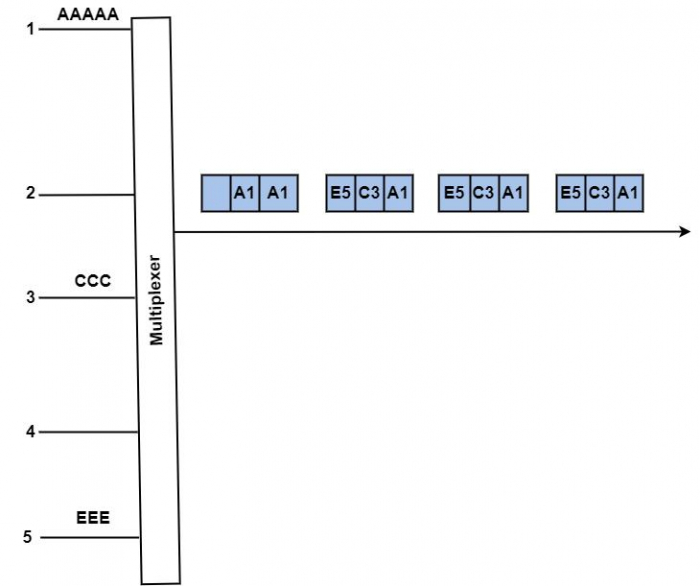 AAAAA
1
2
A1 A1
E5 C3 A1
E5 C3 A1
E5 C3 A1
Multiplexer
CCC
3
4
EEE
5